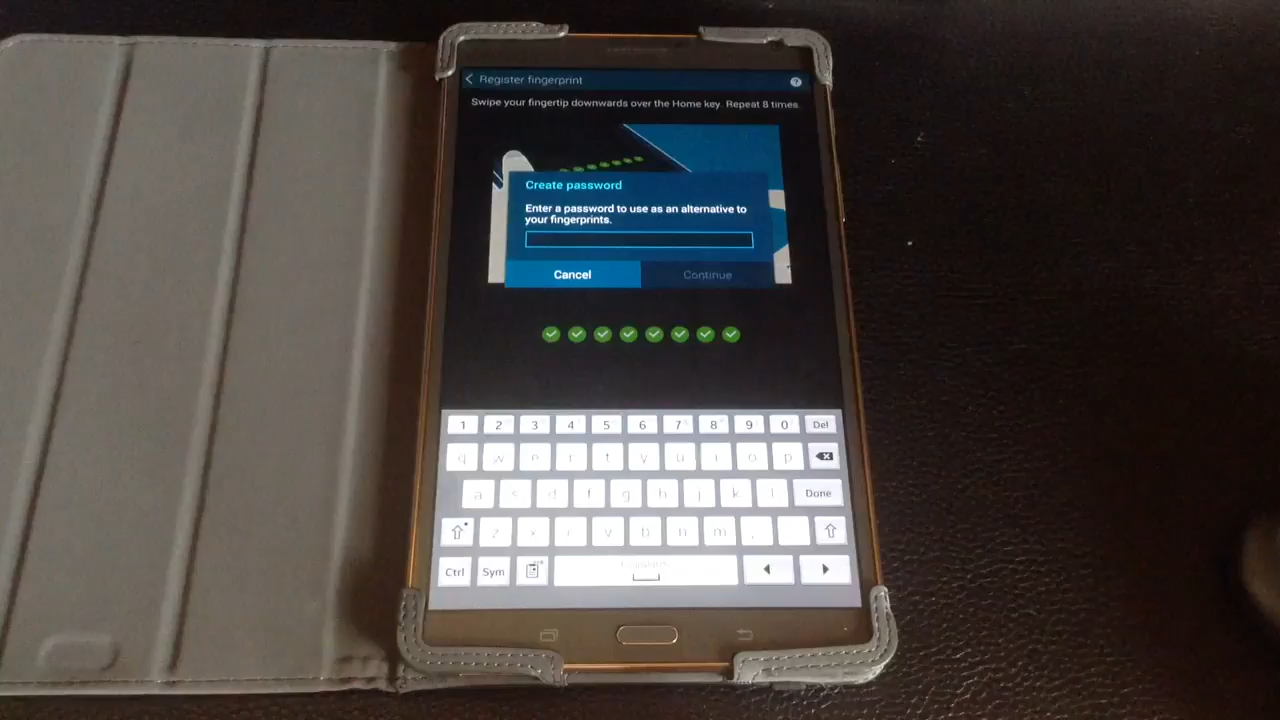 Register fingerprint ?
Swipe your fingertip downwards over the Home key. Repeat 8 times.
Create password
Enter a password to use as an alternative to
your fingerprints.
Cancel Continue
1 2 3 4 5 6 7 8 9 0 Del
q w e r t y u i o p
a s d f g h j k l Done
z x c v b n m ,
Ctrl Sym